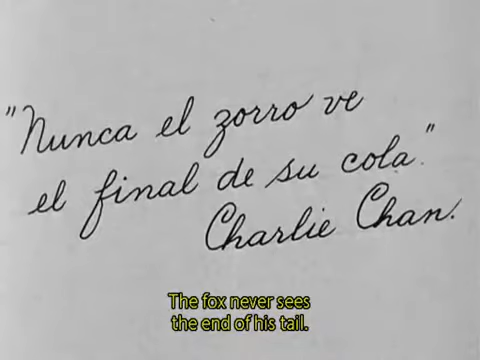 "Nunca el zorro ve
el final de su cola."
Charlie Chan.
The fox never sees
the end of his tail.